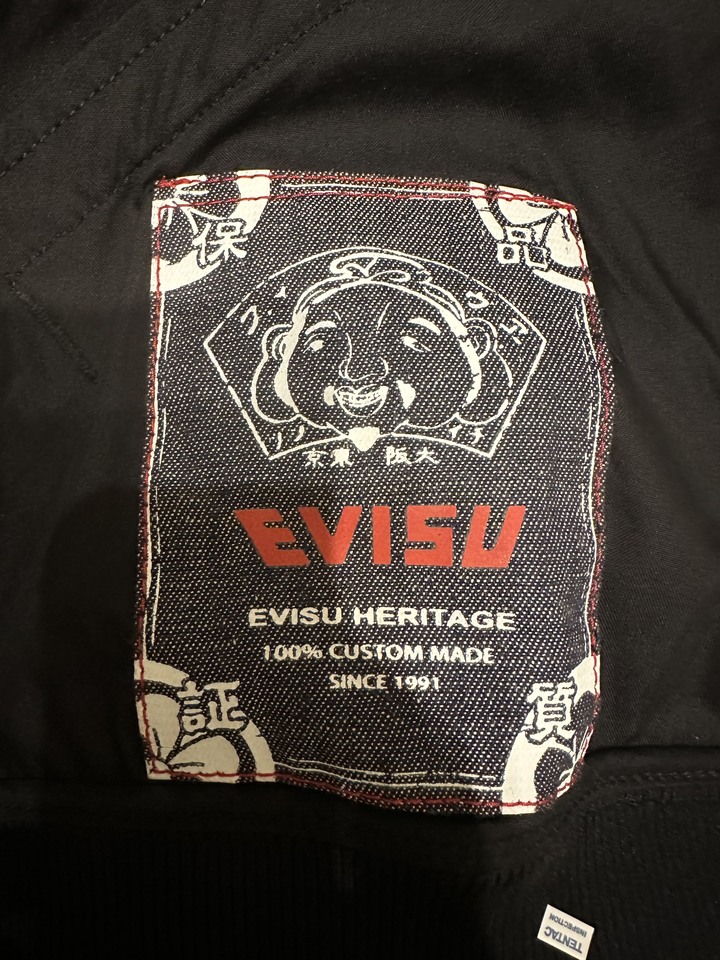 保 品
京東 阪大
EVISU
EVISU HERITAGE
100% CUSTOM MADE
SINCE 1991
証 質
TENTAC
INSPECTION